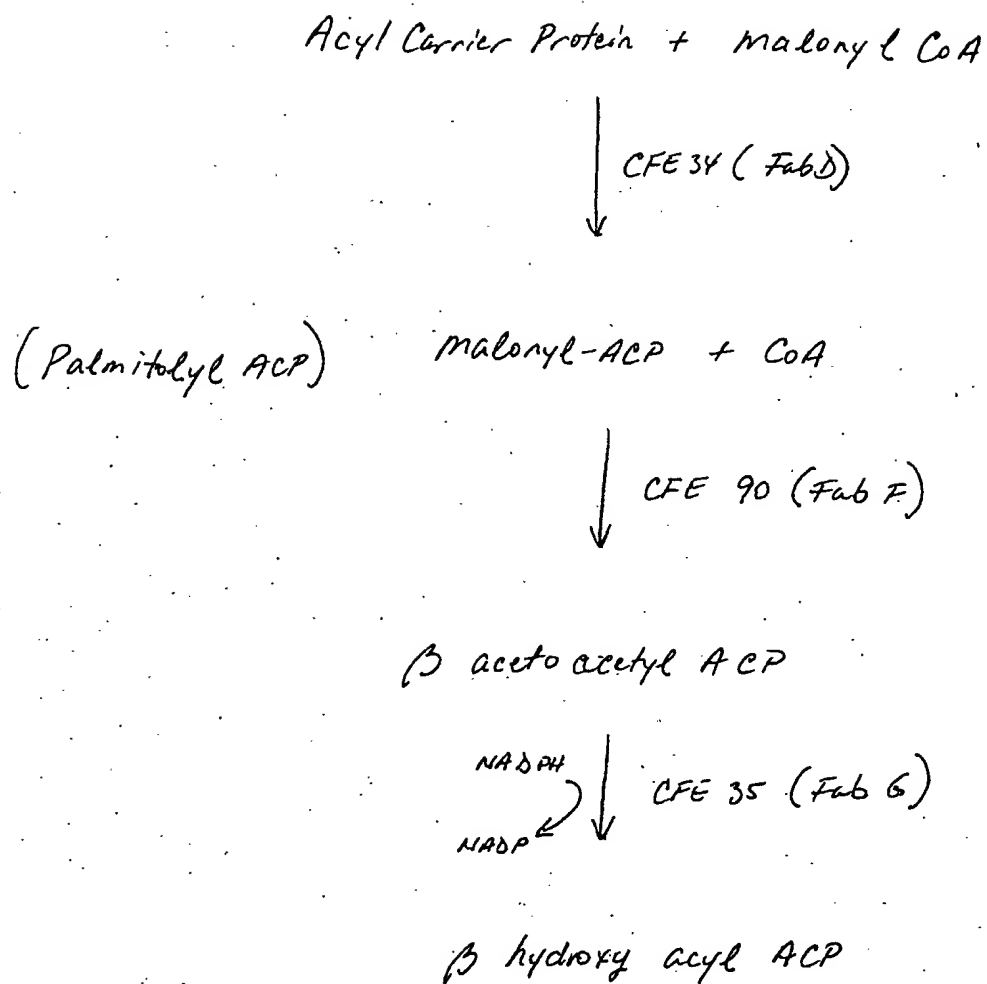 Acyl Carrier Protein + malonyl CoA
CFE 34 (FabD)
(Palmitolyl ACP) malonyl-ACP + CoA
CFE 90 (Fab F)
β aceto acetyl ACP
NADPH
CFE 35 (Fab G)
NADP
β hydroxy acyl ACP